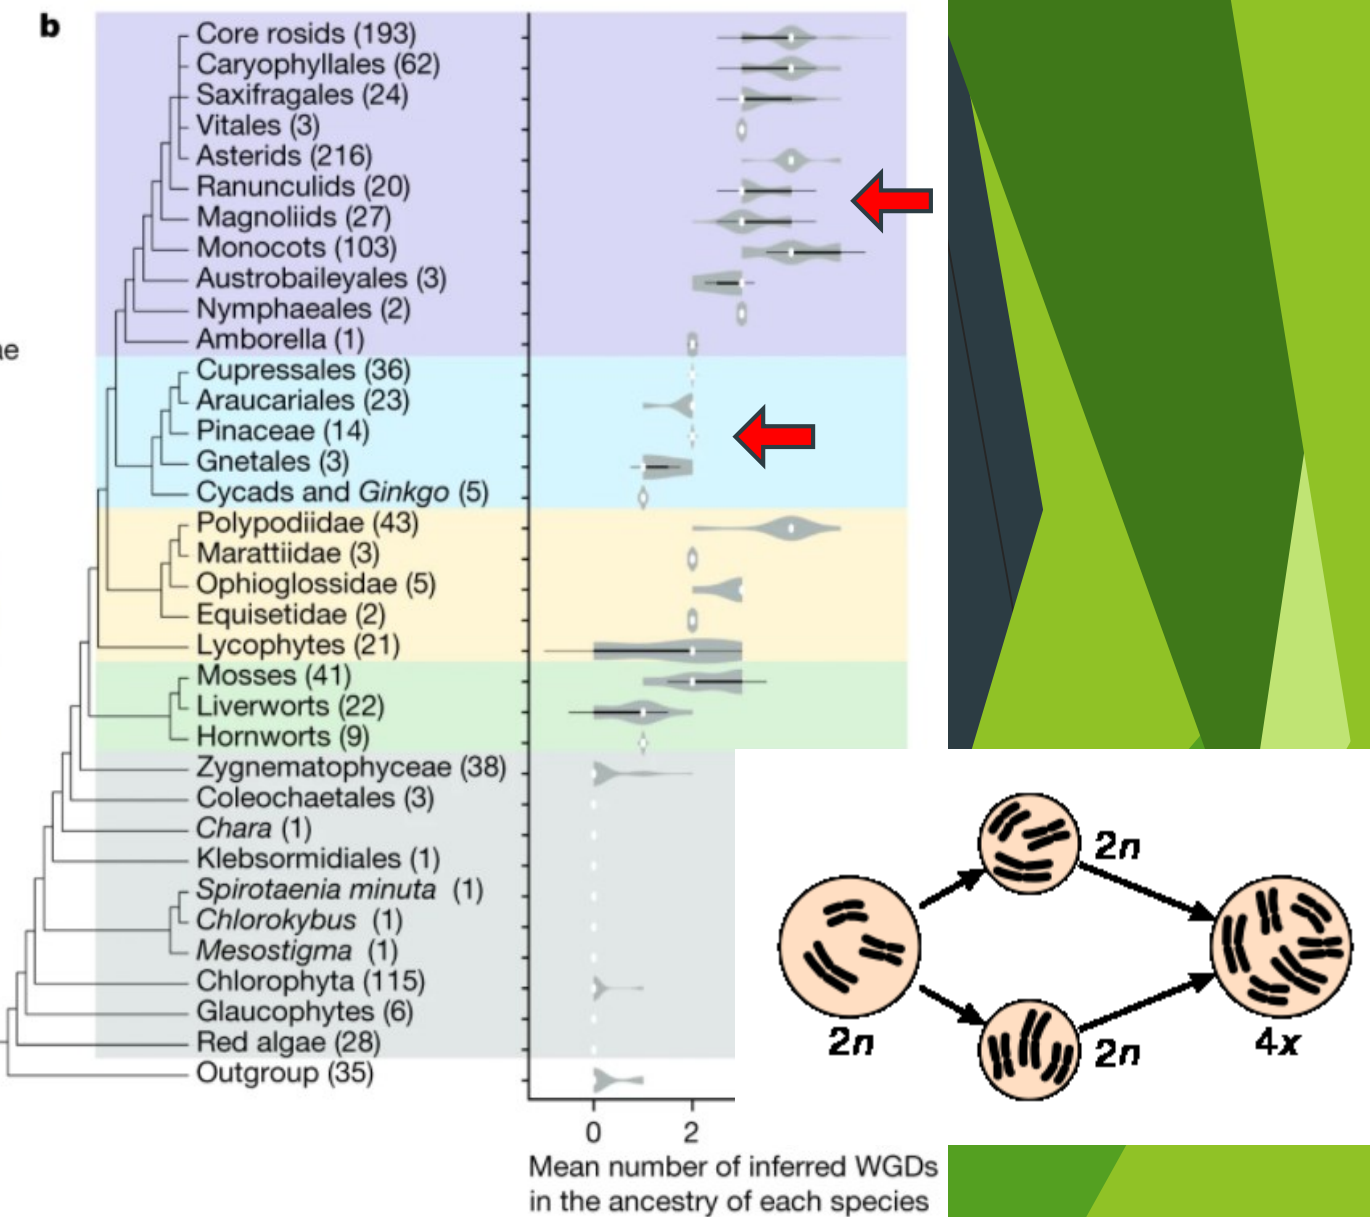 b
Core rosids (193)
Caryophyllales (62)
Saxifragales (24)
Vitales (3)
Asterids (216)
Ranunculids (20)
Magnoliids (27)
Monocots (103)
Austrobaileyales (3)
Nymphaeales (2)
Amborella (1)
ae
Cupressales (36)
Araucariales (23)
Pinaceae (14)
Gnetales (3)
Cycads and Ginkgo (5)
Polypodiidae (43)
Marattiidae (3)
Ophioglossidae (5)
Equisetidae (2)
Lycophytes (21)
Mosses (41)
Liverworts (22)
Hornworts (9)
Zygnematophyceae (38)
Coleochaetales (3)
Chara (1)
Klebsormidiales (1)
Spirotaenia minuta (1)
Chlorokybus (1)
Mesostigma (1)
Chlorophyta (115)
Glaucophytes (6)
Red algae (28)
Outgroup (35)
0 2
Mean number of inferred WGDs
in the ancestry of each species
2n
2n
2n
4x